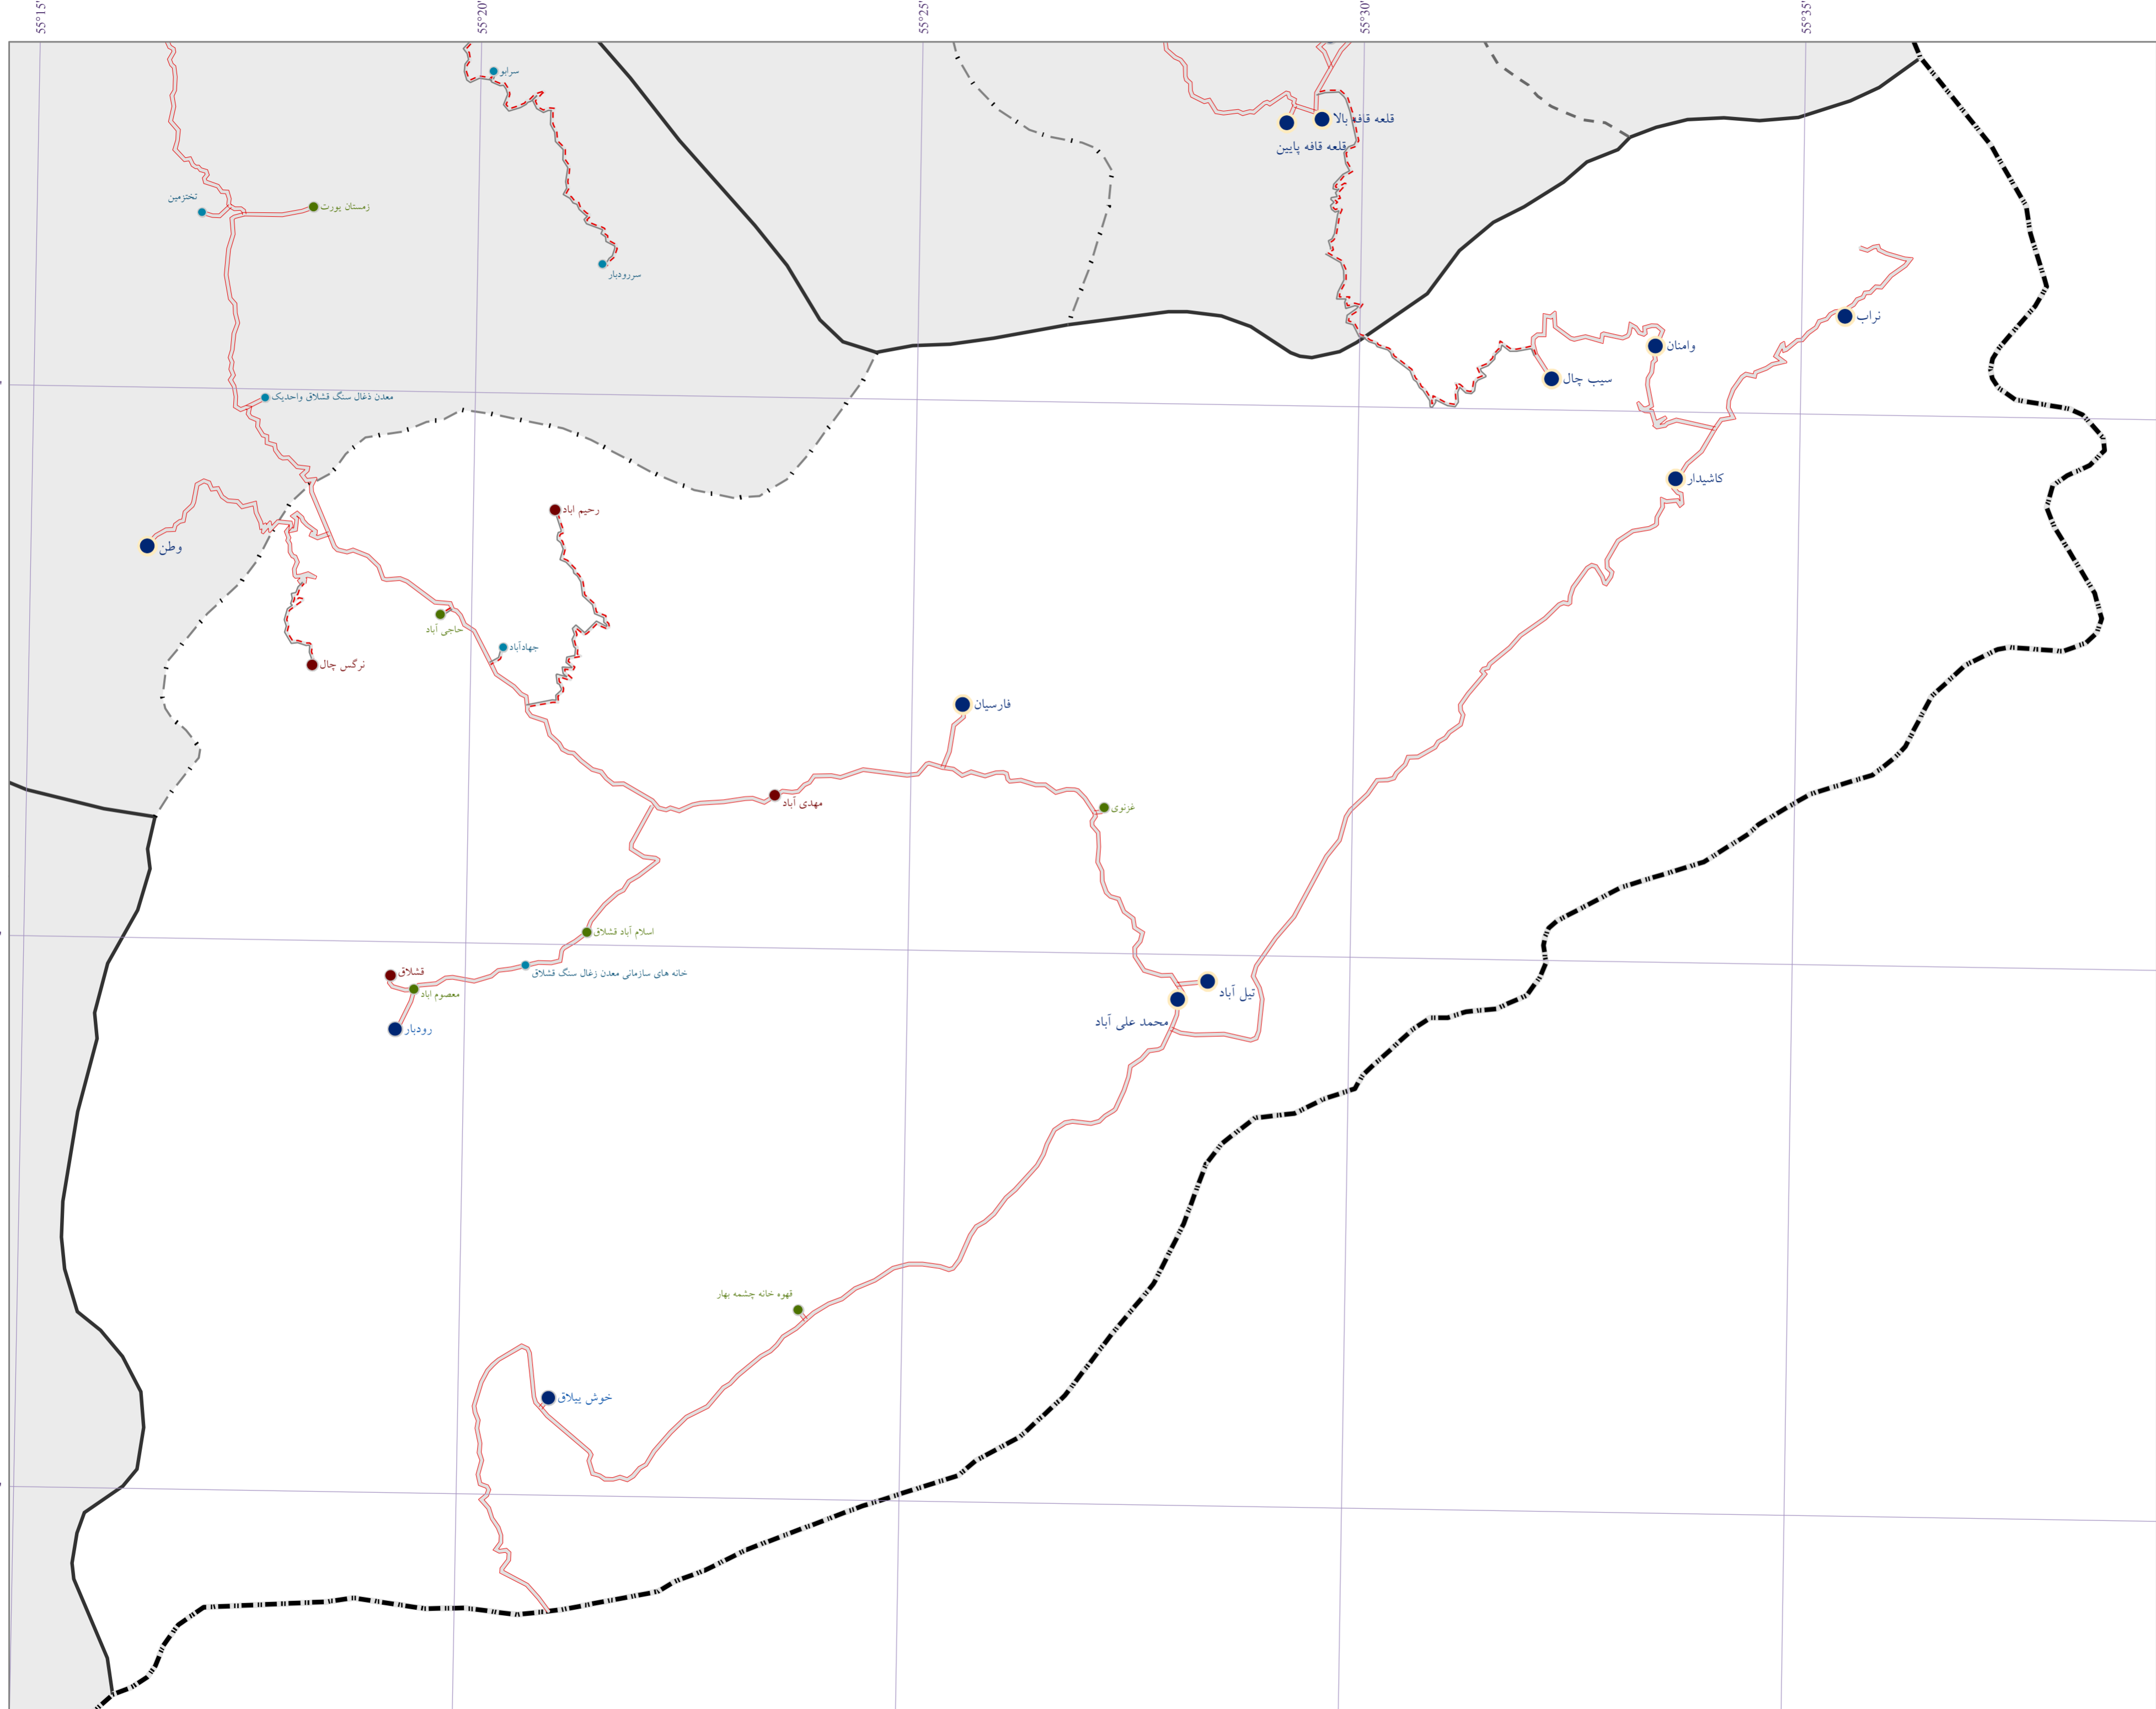 55°15'
55°20'
55°25'
55°30'
55°35'
سرابو
قلعه قافه بالا
قلعه قافه پایین
تختزمین
زمستان یورت
سررودبار
نراب
وامنان
سیب چال
معدن ذغال سنگ قشلاق واحدیک
کاشیدار
رحیم اباد
وطن
حاجی آباد
جهادآباد
نرگس چال
فارسیان
مهدی آباد
غزنوی
اسلام آباد قشلاق
قشلاق
خانه های سازمانی معدن زغال سنگ قشلاق
معصوم اباد
تیل آباد
محمد علی آباد
رودبار
قهوه خانه چشمه بهار
خوش ییلاق